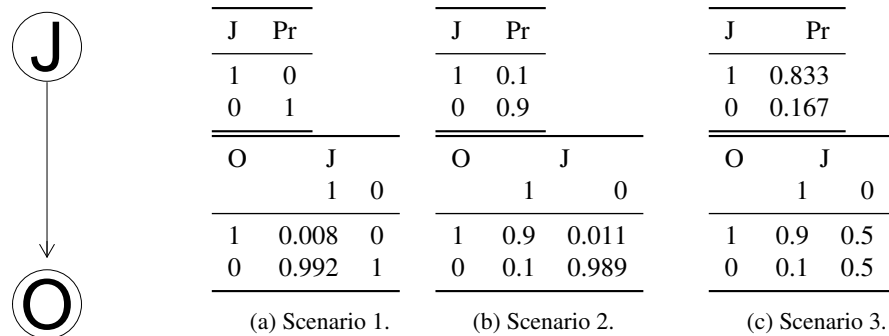 J
O
J Pr
1 0
0 1
O J
1 0
1 0.008 0
0 0.992 1
(a) Scenario 1.
J Pr
1 0.1
0 0.9
O J
1 0
1 0.9 0.011
0 0.1 0.989
(b) Scenario 2.
J Pr
1 0.833
0 0.167
O J
1 0
1 0.9 0.5
0 0.1 0.5
(c) Scenario 3.